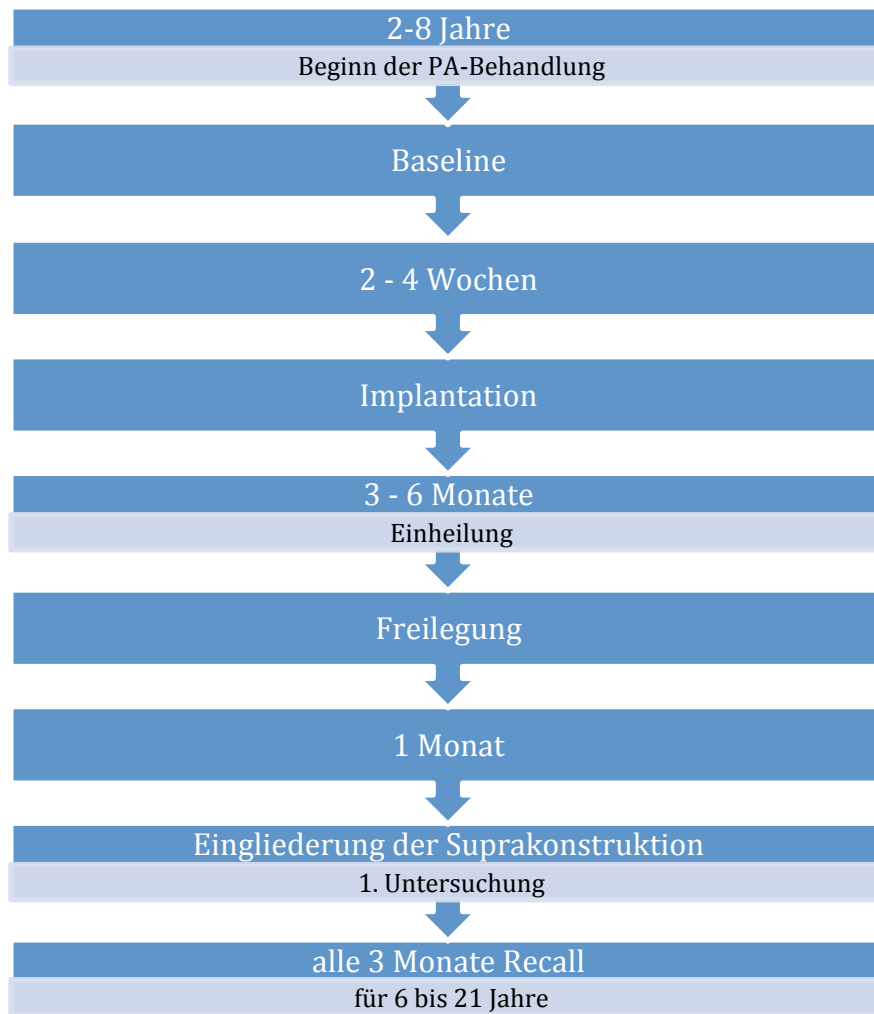 2-8 Jahre
Beginn der PA-Behandlung
Baseline
2 - 4 Wochen
Implantation
3 - 6 Monate
Einheilung
Freilegung
1 Monat
Eingliederung der Suprakonstruktion
1. Untersuchung
alle 3 Monate Recall
für 6 bis 21 Jahre